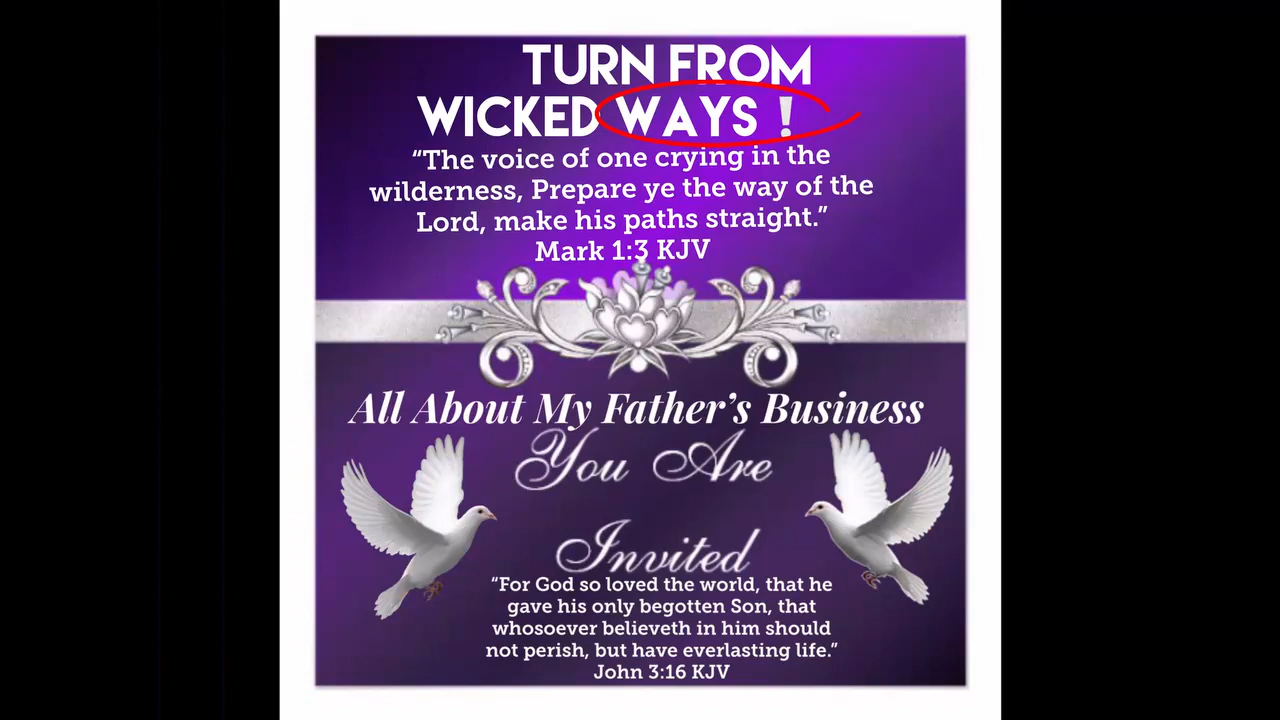 TURN FROM
WICKED WAYS !
“The voice of one crying in the
wilderness, Prepare ye the way of the
Lord, make his paths straight.”
Mark 1:3 KJV
All About My Father’s Business
You Are
Invited
“For God so loved the world, that he
gave his only begotten Son, that
whosoever believeth in him should
not perish, but have everlasting life.”
John 3:16 KJV